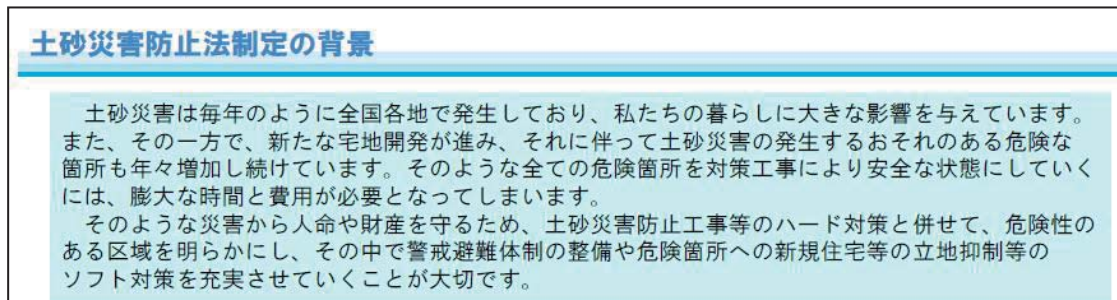 土砂災害防止法制定の背景
　土砂災害は毎年のように全国各地で発生しており、私たちの暮らしに大きな影響を与えています。
また、その一方で、新たな宅地開発が進み、それに伴って土砂災害の発生するおそれのある危険な
箇所も年々増加し続けています。そのような全ての危険箇所を対策工事により安全な状態にしていく
には、膨大な時間と費用が必要となってしまいます。
　そのような災害から人命や財産を守るため、土砂災害防止工事等のハード対策と併せて、危険性の
ある区域を明らかにし、その中で警戒避難体制の整備や危険箇所への新規住宅等の立地抑制等の
ソフト対策を充実させていくことが大切です。